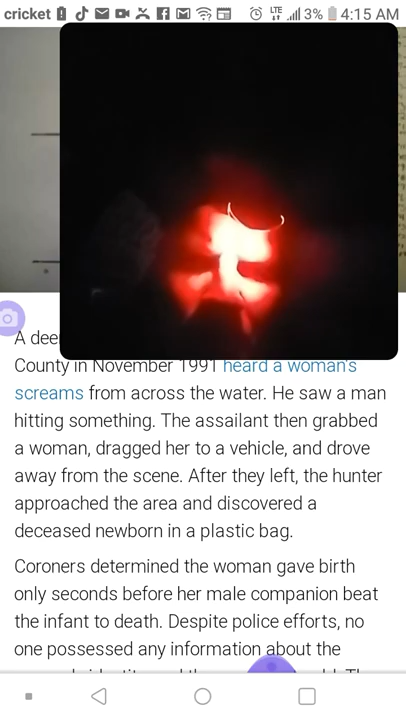 cricket LTE 3% 4:15 AM
A deer
County in November 1991 heard a woman's
screams from across the water. He saw a man
hitting something. The assailant then grabbed
a woman, dragged her to a vehicle, and drove
away from the scene. After they left, the hunter
approached the area and discovered a
deceased newborn in a plastic bag.
Coroners determined the woman gave birth
only seconds before her male companion beat
the infant to death. Despite police efforts, no
one possessed any information about the